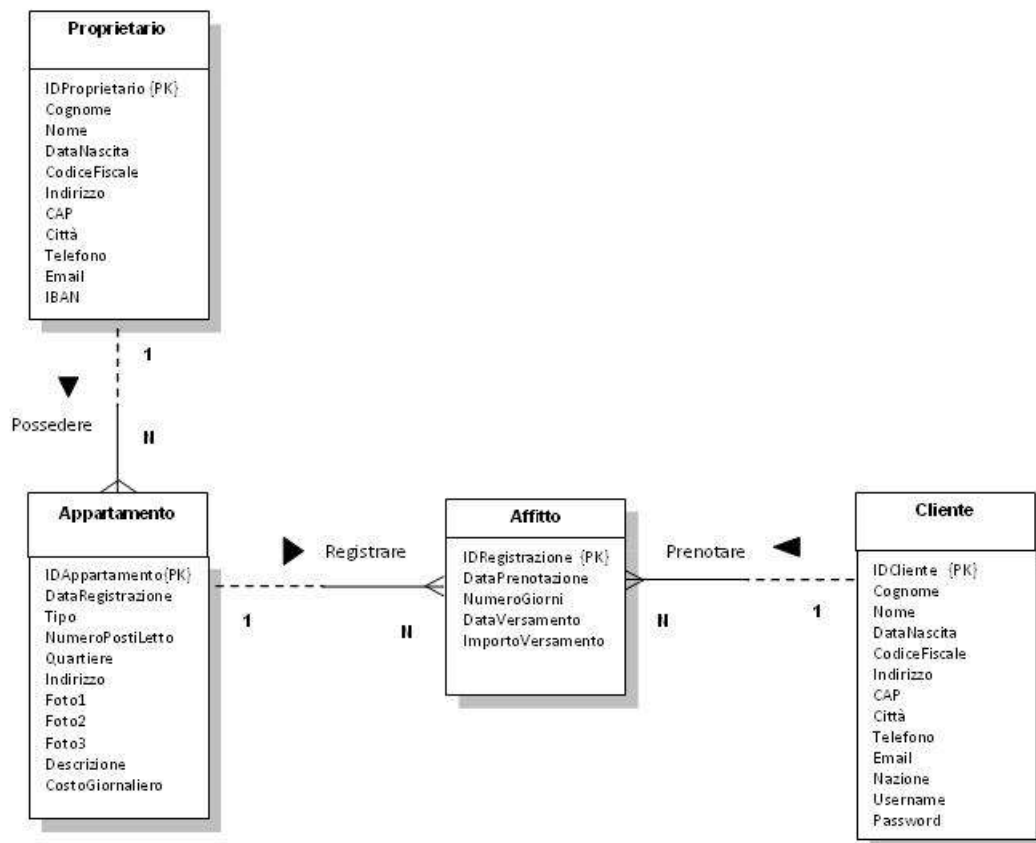 Proprietario
IDProprietario {PK}
Cognome
Nome
DataNascita
CodiceFiscale
Indirizzo
CAP
Città
Telefono
Email
IBAN
1
Possedere
N
Appartamento
IDAppartamento{PK}
DataRegistrazione
Tipo
NumeroPostiLetto
Quartiere
Indirizzo
Foto1
Foto2
Foto3
Descrizione
CostoGiornaliero
Registrare
1
N
Affitto
IDRegistrazione {PK}
DataPrenotazione
NumeroGiorni
DataVersamento
ImportoVersamento
Prenotare
N
1
Cliente
IDCliente {PK}
Cognome
Nome
DataNascita
CodiceFiscale
Indirizzo
CAP
Città
Telefono
Email
Nazione
Username
Password